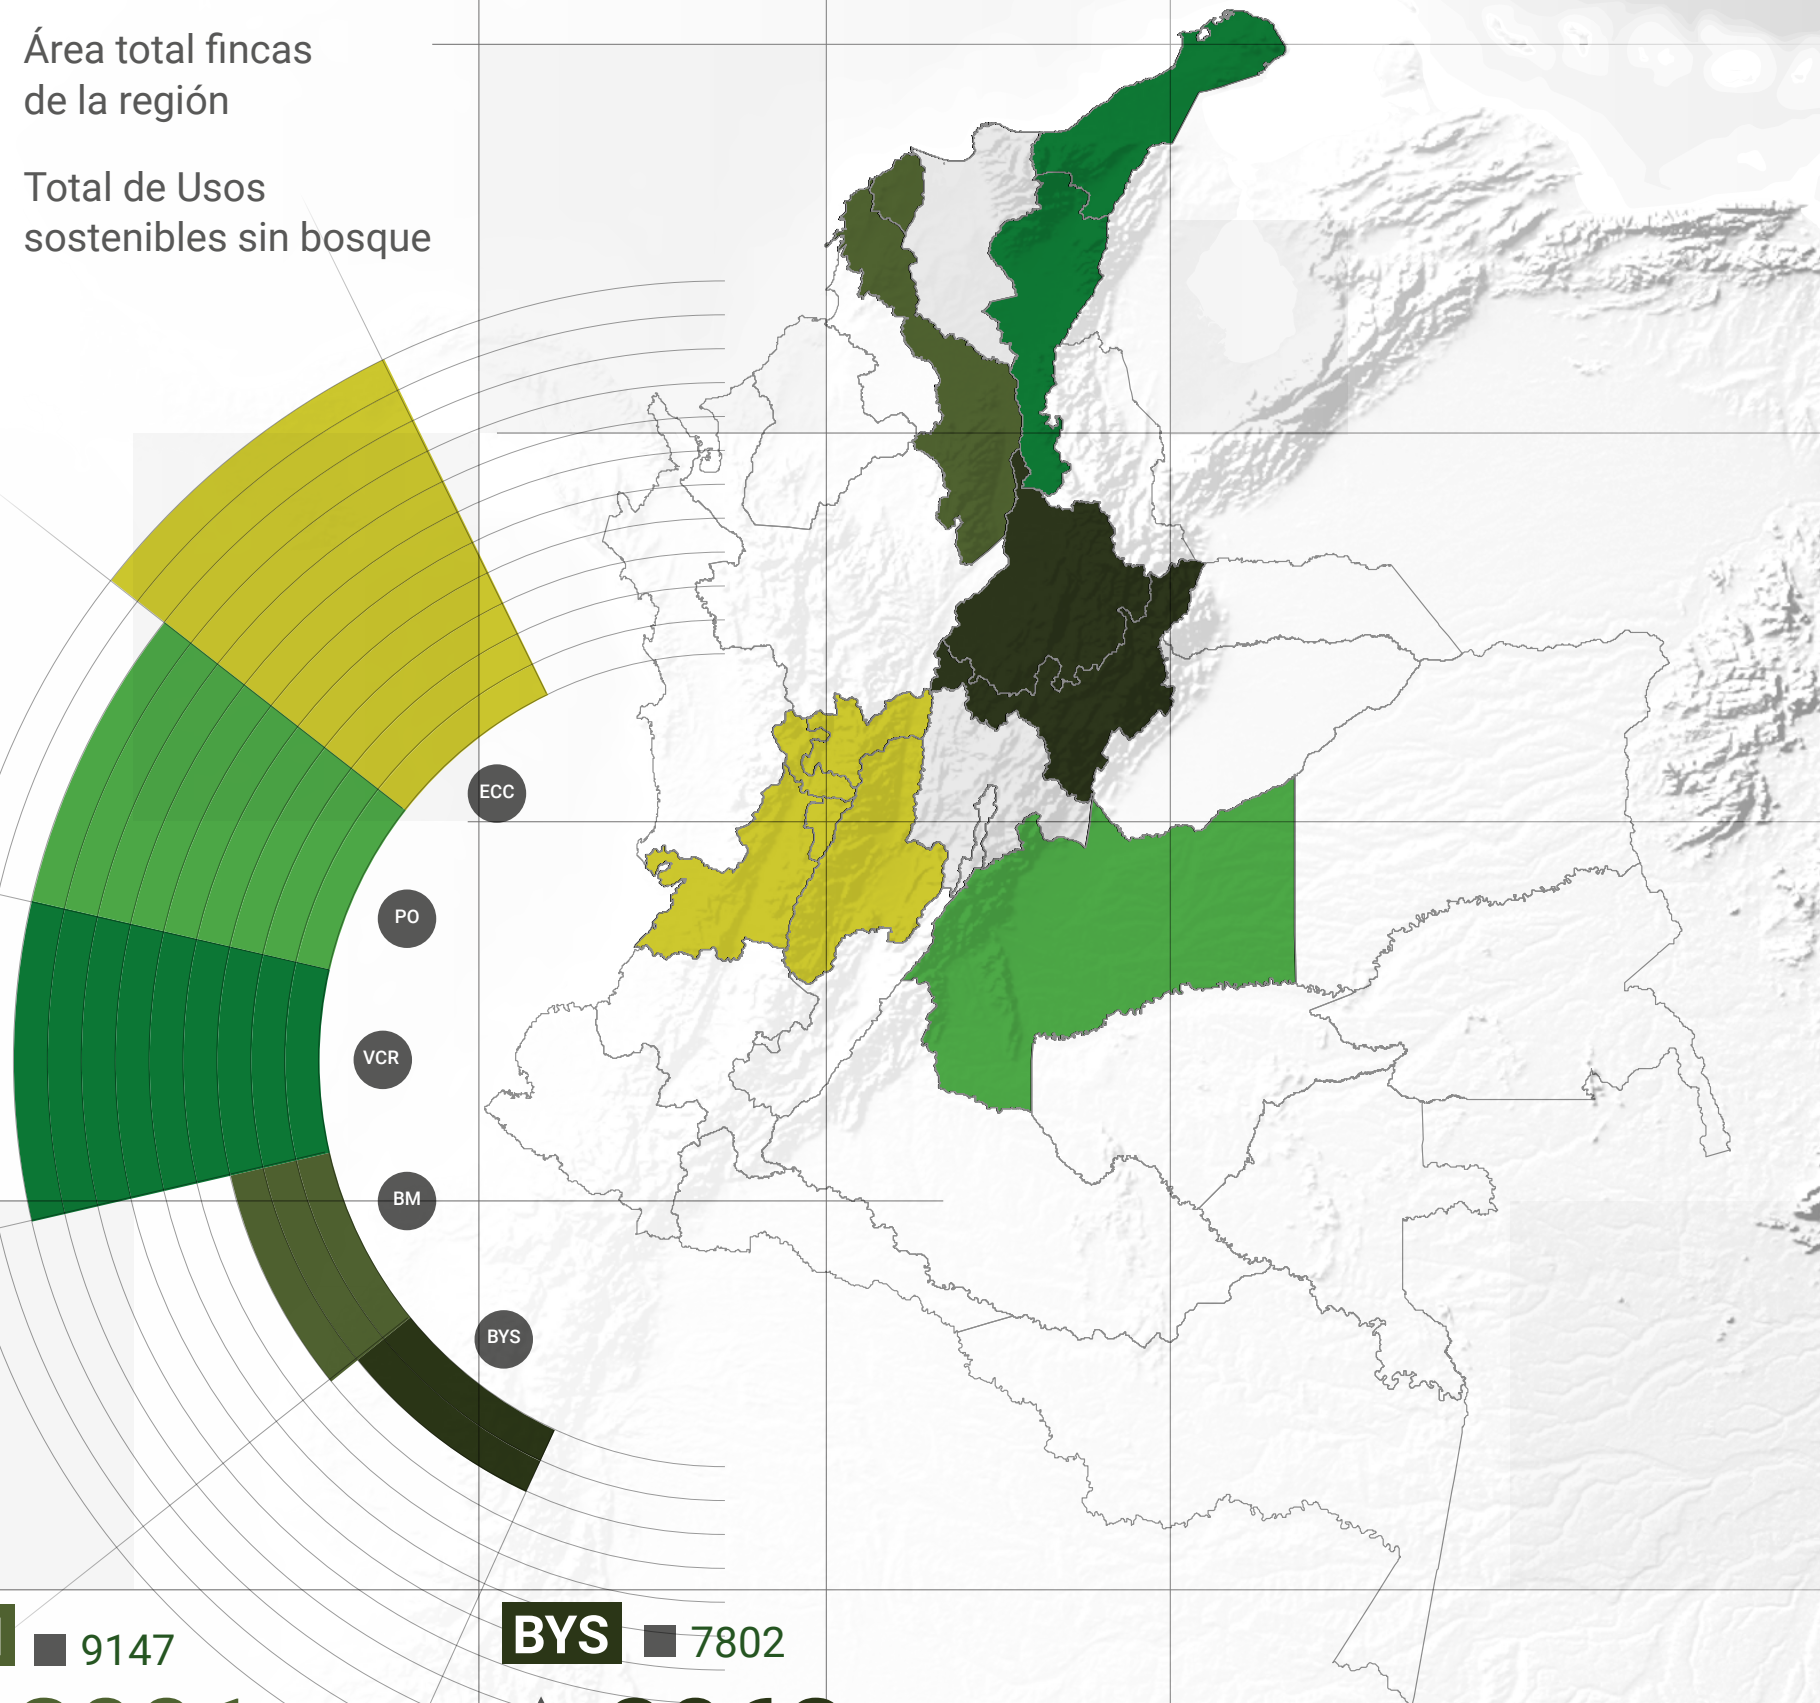 Área total fincas
de la región
Total de Usos
sostenibles sin bosque
ECC
PO
VCR
BM
BYS
9147
BYS 7802